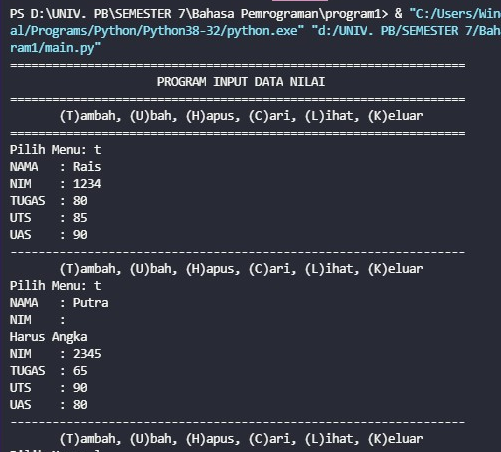 PS D:\UNIV. PB\SEMESTER 7\Bahasa Pemrograman\program1> & "C:/Users/Win
al/Programs/Python/Python38-32/python.exe" "d:/UNIV. PB/SEMESTER 7/Bah
ram1/main.py"
=================================================================
PROGRAM INPUT DATA NILAI
=================================================================
(T)ambah, (U)bah, (H)apus, (C)ari, (L)ihat, (K)eluar
=================================================================
Pilih Menu: t
NAMA : Rais
NIM : 1234
TUGAS : 80
UTS : 85
UAS : 90
-----------------------------------------------------------------
(T)ambah, (U)bah, (H)apus, (C)ari, (L)ihat, (K)eluar
Pilih Menu: t
NAMA : Putra
NIM :
Harus Angka
NIM : 2345
TUGAS : 65
UTS : 90
UAS : 80
-----------------------------------------------------------------
(T)ambah, (U)bah, (H)apus, (C)ari, (L)ihat, (K)eluar